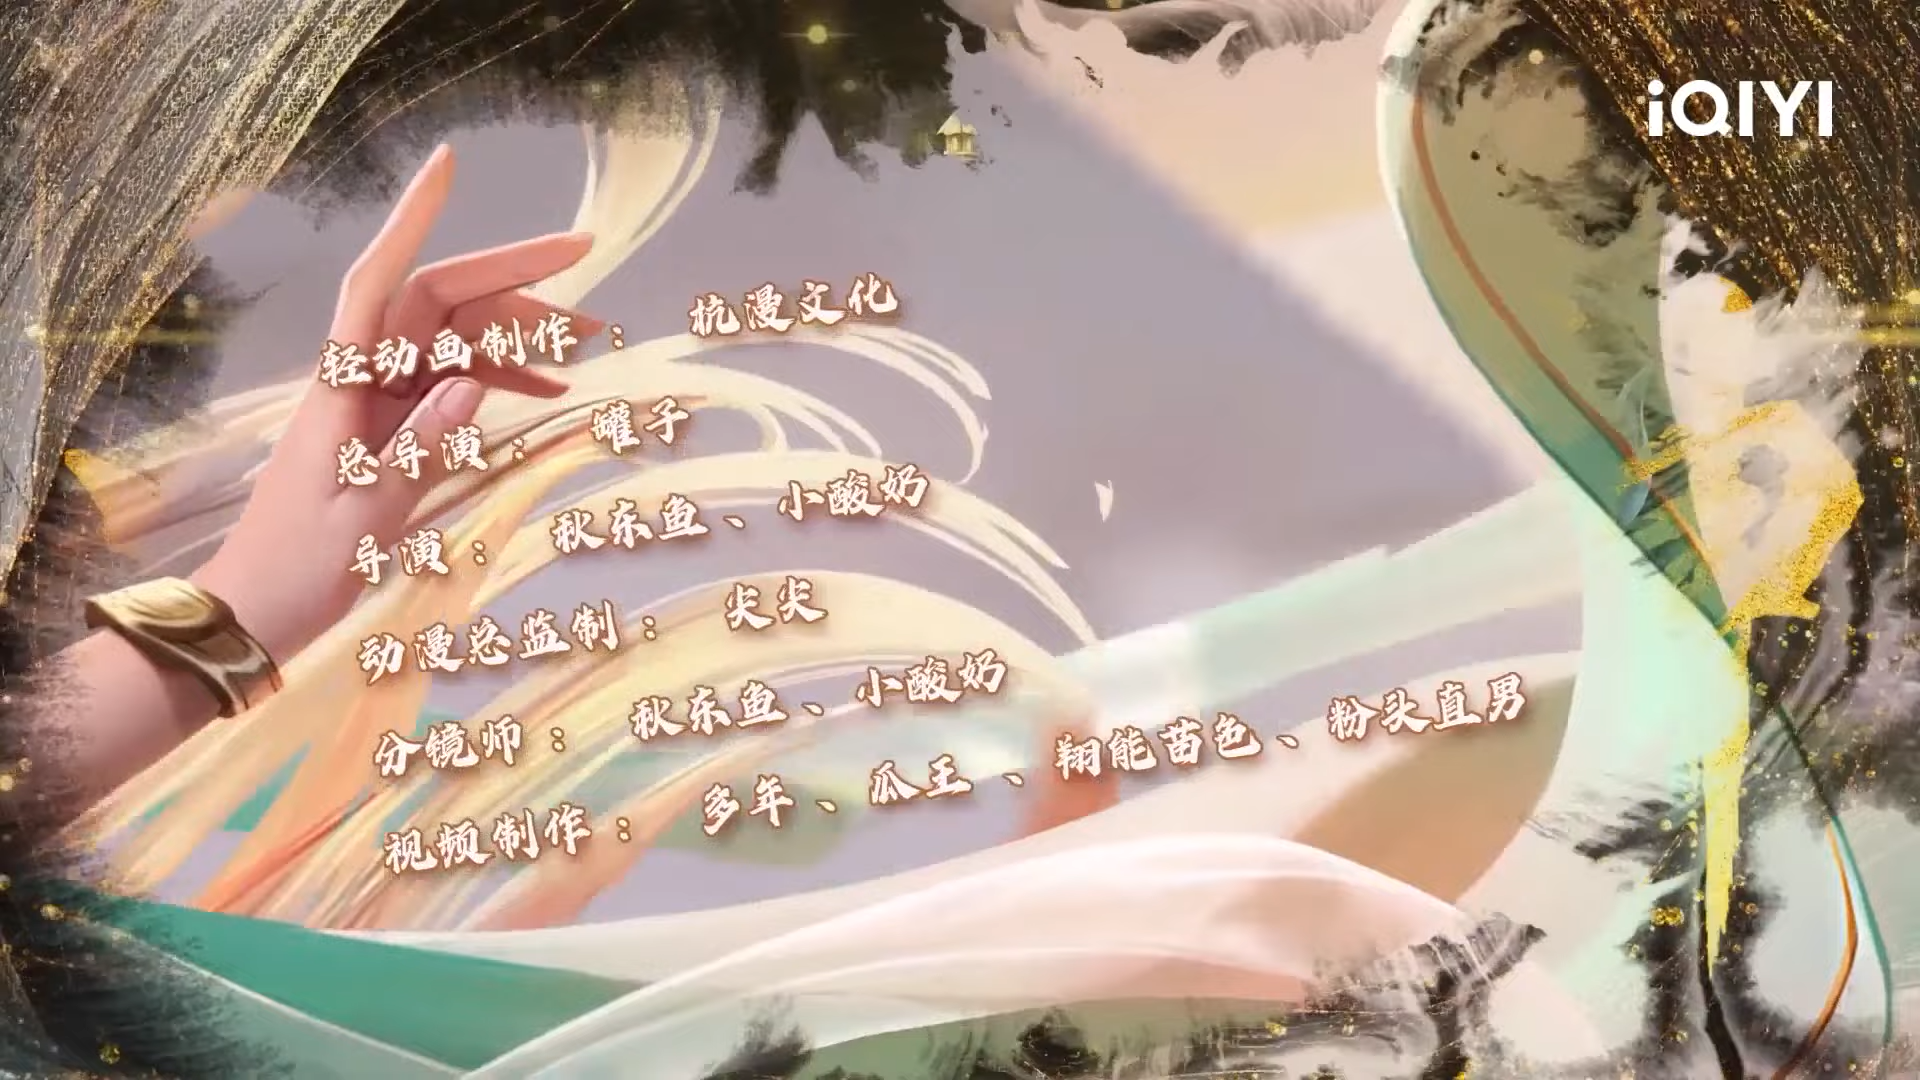 iQIYI
轻动画制作： 杭漫文化
总导演： 罐子
导演： 秋东鱼、小酸奶
动漫总监制： 尖尖
分镜师： 秋东鱼、小酸奶
视频制作： 多年、瓜王、翔能苗色、粉头直男